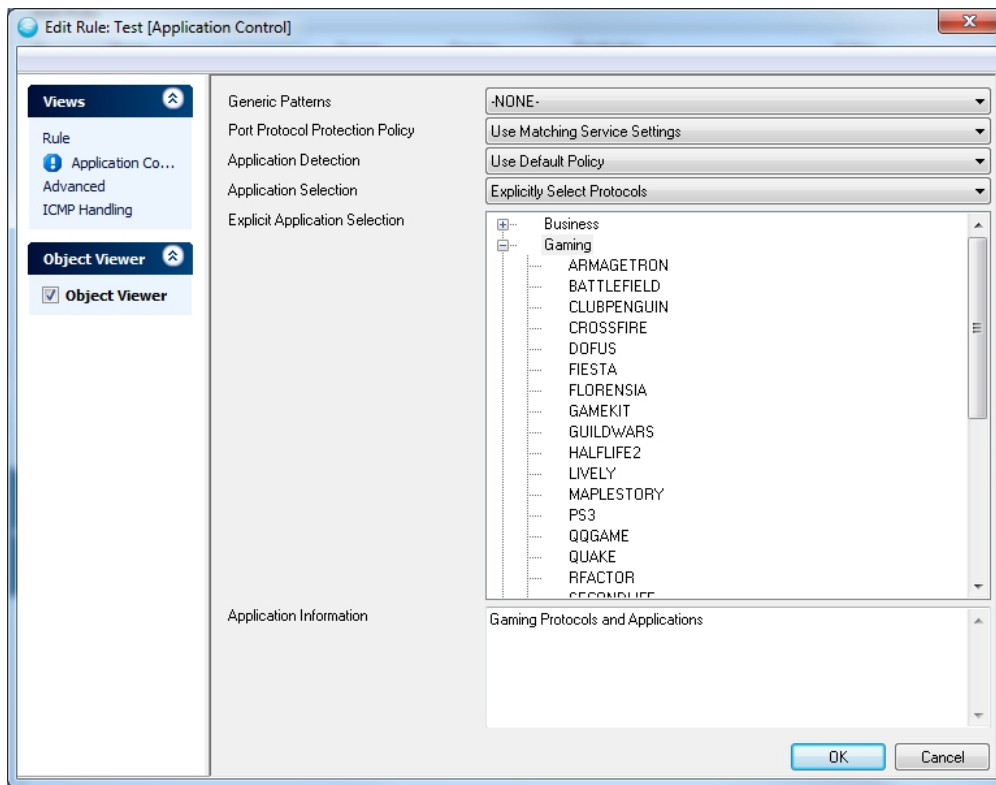 Edit Rule: Test [Application Control]
Views
Rule
Application Co...
Advanced
ICMP Handling
Object Viewer
Object Viewer
Generic Patterns
-NONE-
Port Protocol Protection Policy
Use Matching Service Settings
Application Detection
Use Default Policy
Application Selection
Explicitly Select Protocols
Explicit Application Selection
Business
Gaming
ARMAGETRON
BATTLEFIELD
CLUBPENGUIN
CROSSFIRE
DOFUS
FIESTA
FLORENSIA
GAMEKIT
GUILDWARS
HALFLIFE2
LIVELY
MAPLESTORY
PS3
QQGAME
QUAKE
RFACTOR
SECONDLIFE
Application Information
Gaming Protocols and Applications
OK
Cancel